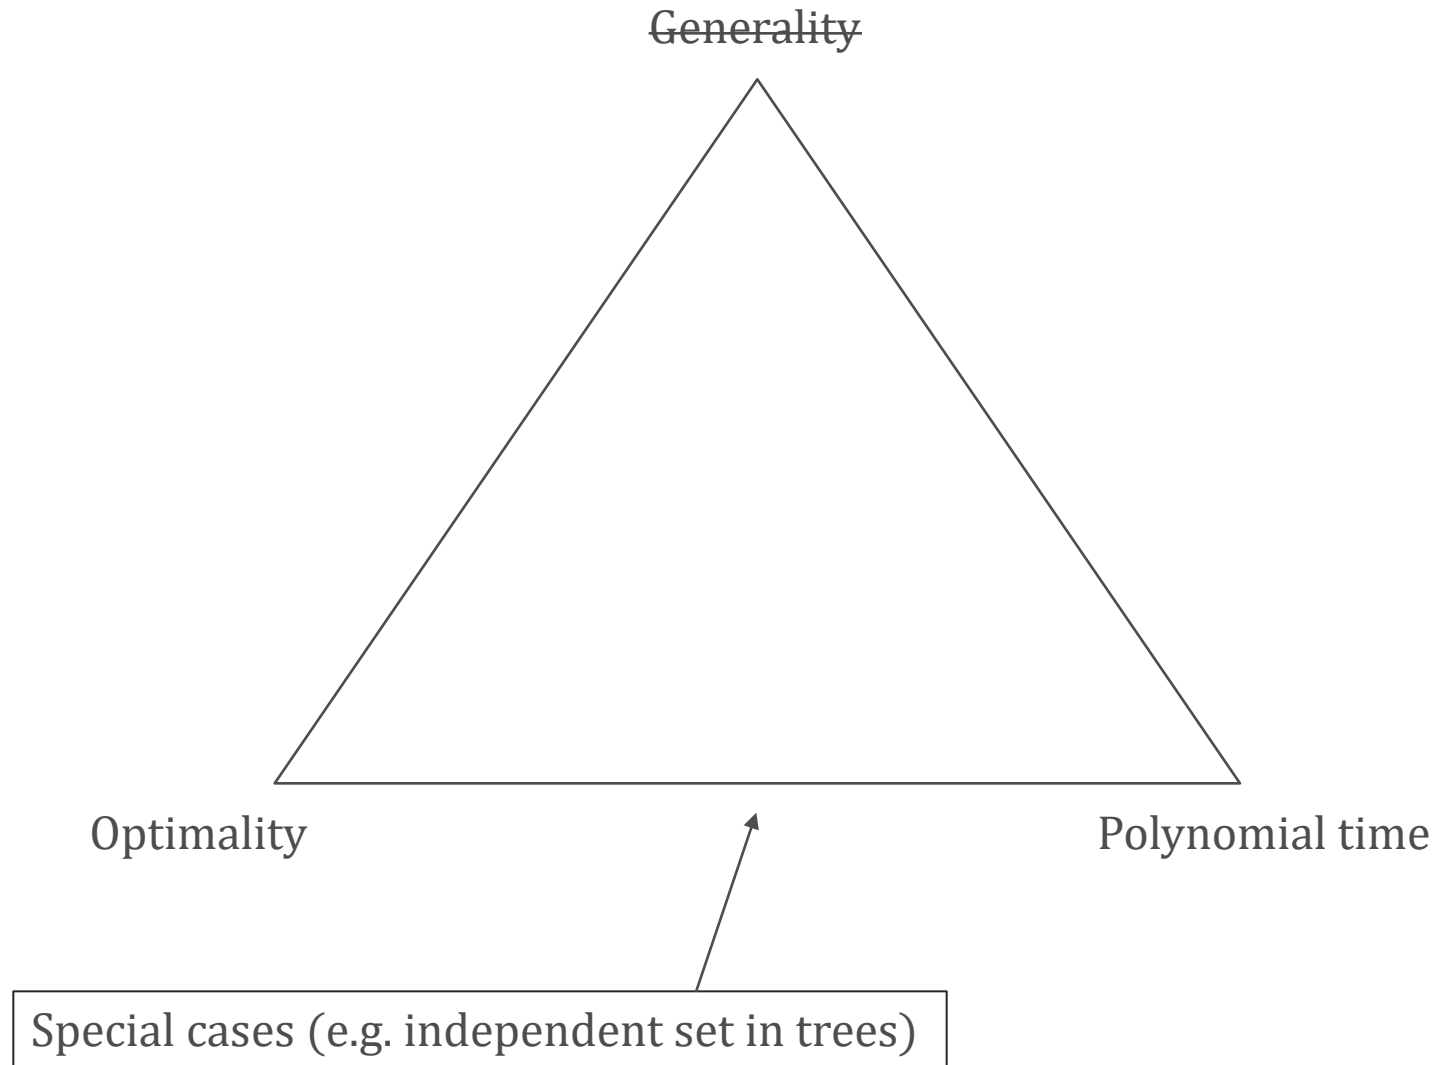 Generality
Optimality
Polynomial time
Special cases (e.g. independent set in trees)